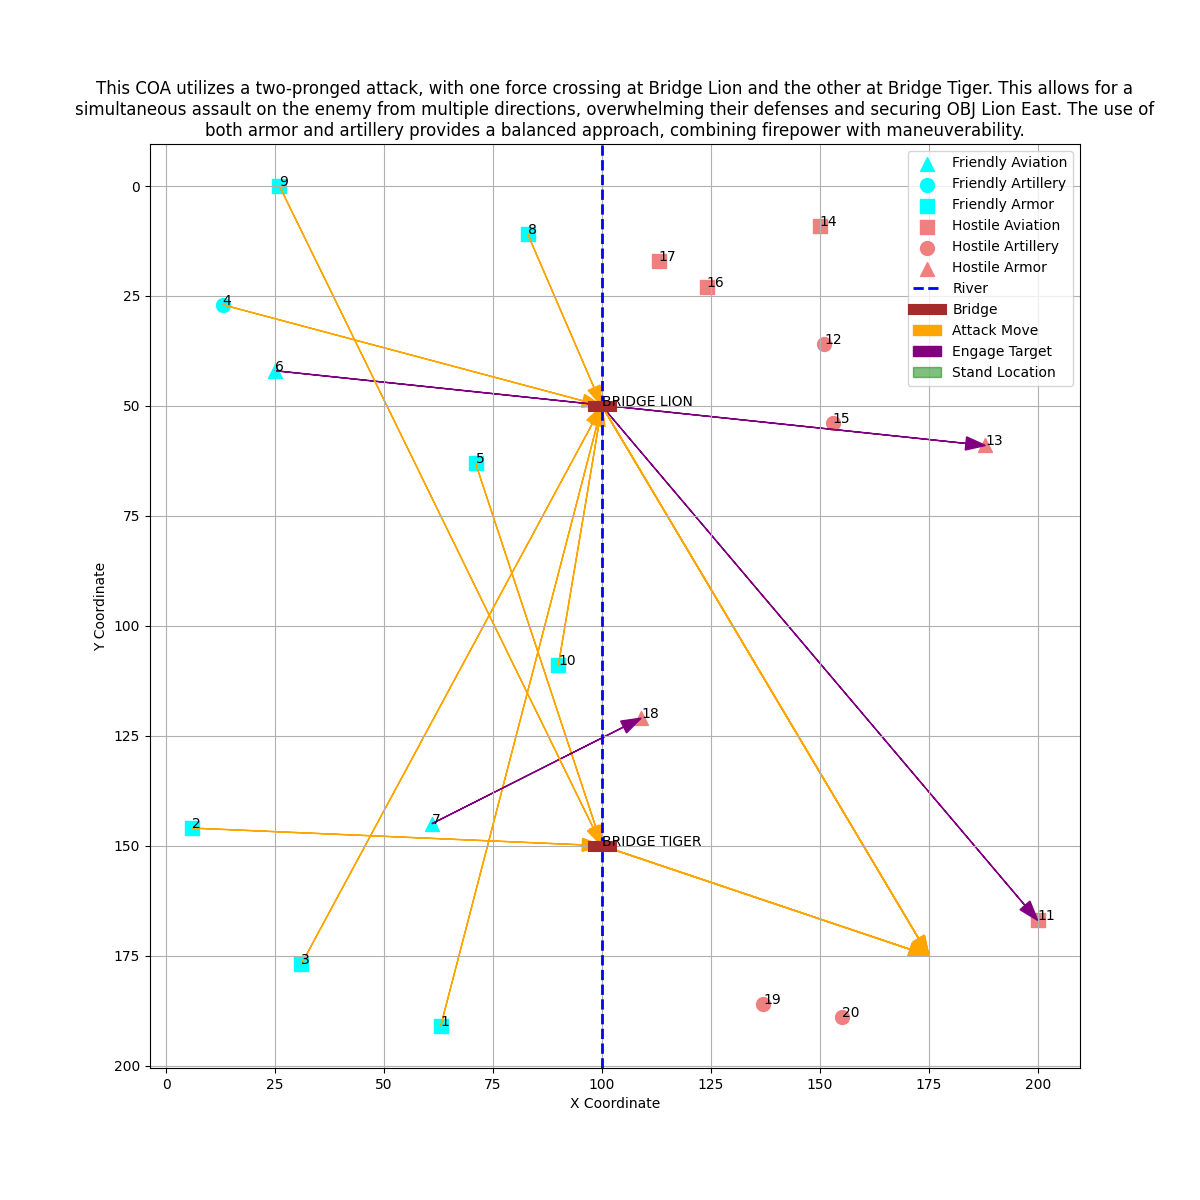 This COA utilizes a two-pronged attack, with one force crossing at Bridge Lion and the other at Bridge Tiger. This allows for a
simultaneous assault on the enemy from multiple directions, overwhelming their defenses and securing OBJ Lion East. The use of
both armor and artillery provides a balanced approach, combining firepower with maneuverability.
Friendly Aviation
Friendly Artillery
Friendly Armor
Hostile Aviation
Hostile Artillery
Hostile Armor
River
Bridge
Attack Move
Engage Target
Stand Location
9
8
14
17
16
4
12
6
BRIDGE LION
15
13
5
10
18
2
7
BRIDGE TIGER
11
3
19
20
1
0
25
50
75
100
125
150
175
200
Y Coordinate
0
25
50
75
100
125
150
175
200
X Coordinate